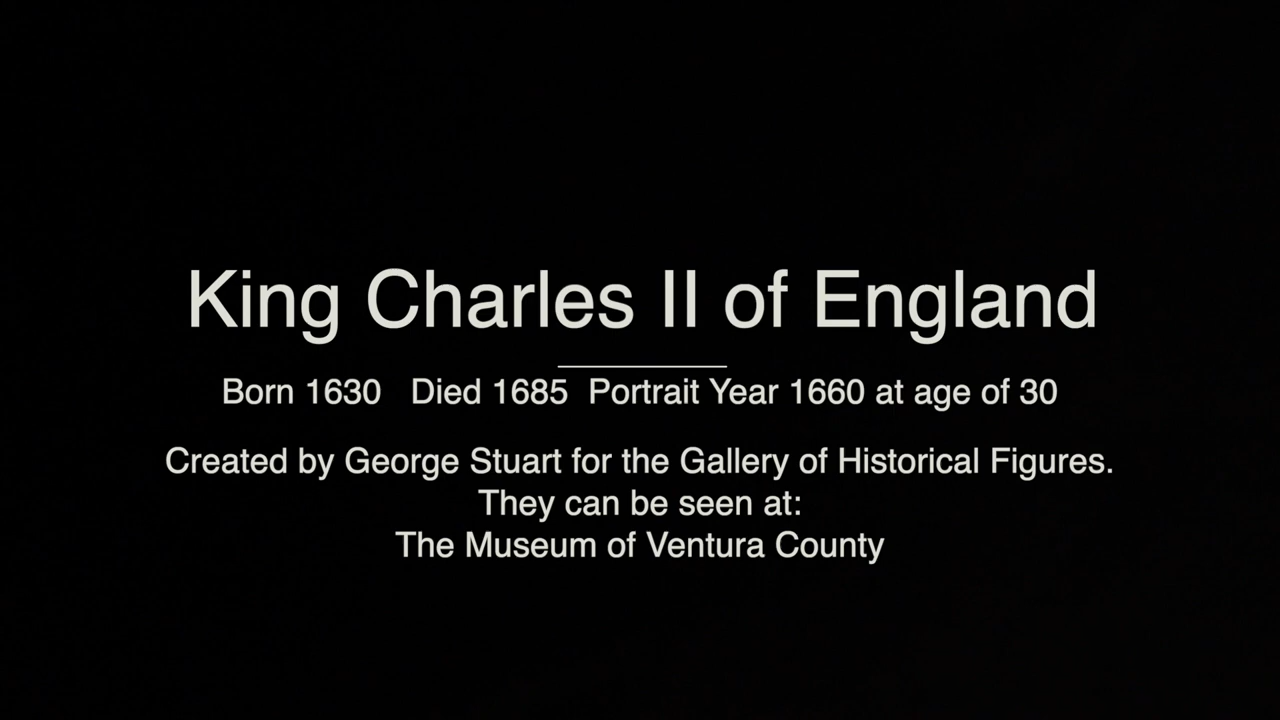 King Charles II of England
Born 1630 Died 1685 Portrait Year 1660 at age of 30
Created by George Stuart for the Gallery of Historical Figures.
They can be seen at:
The Museum of Ventura County